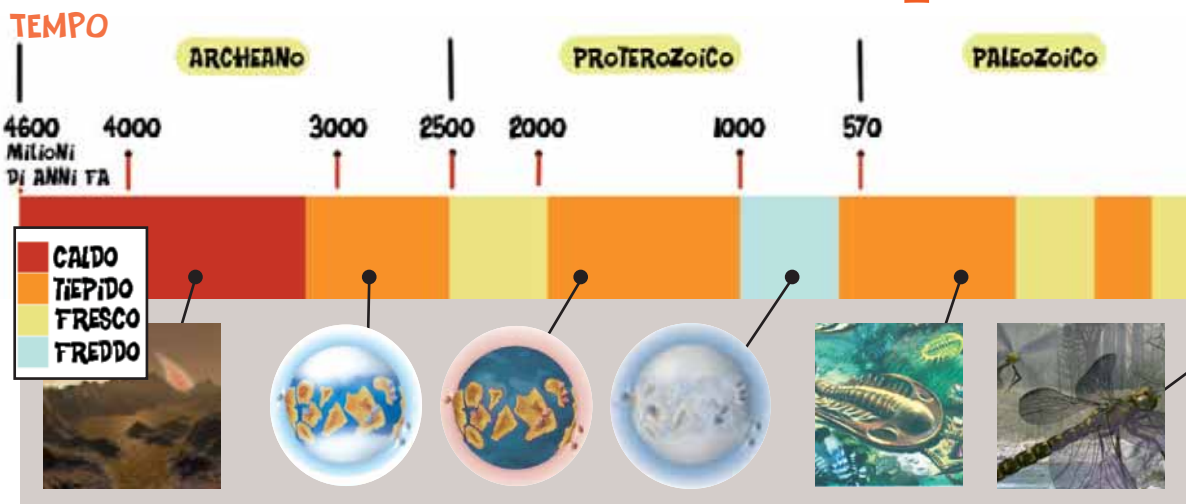 TEMPO
ARCHEANO PROTEROZOICO PALEOZOICO
4600 4000 3000 2500 2000 1000 570
MILIONI
DI ANNI FA
CALDO
TIEPIDO
FRESCO
FREDDO